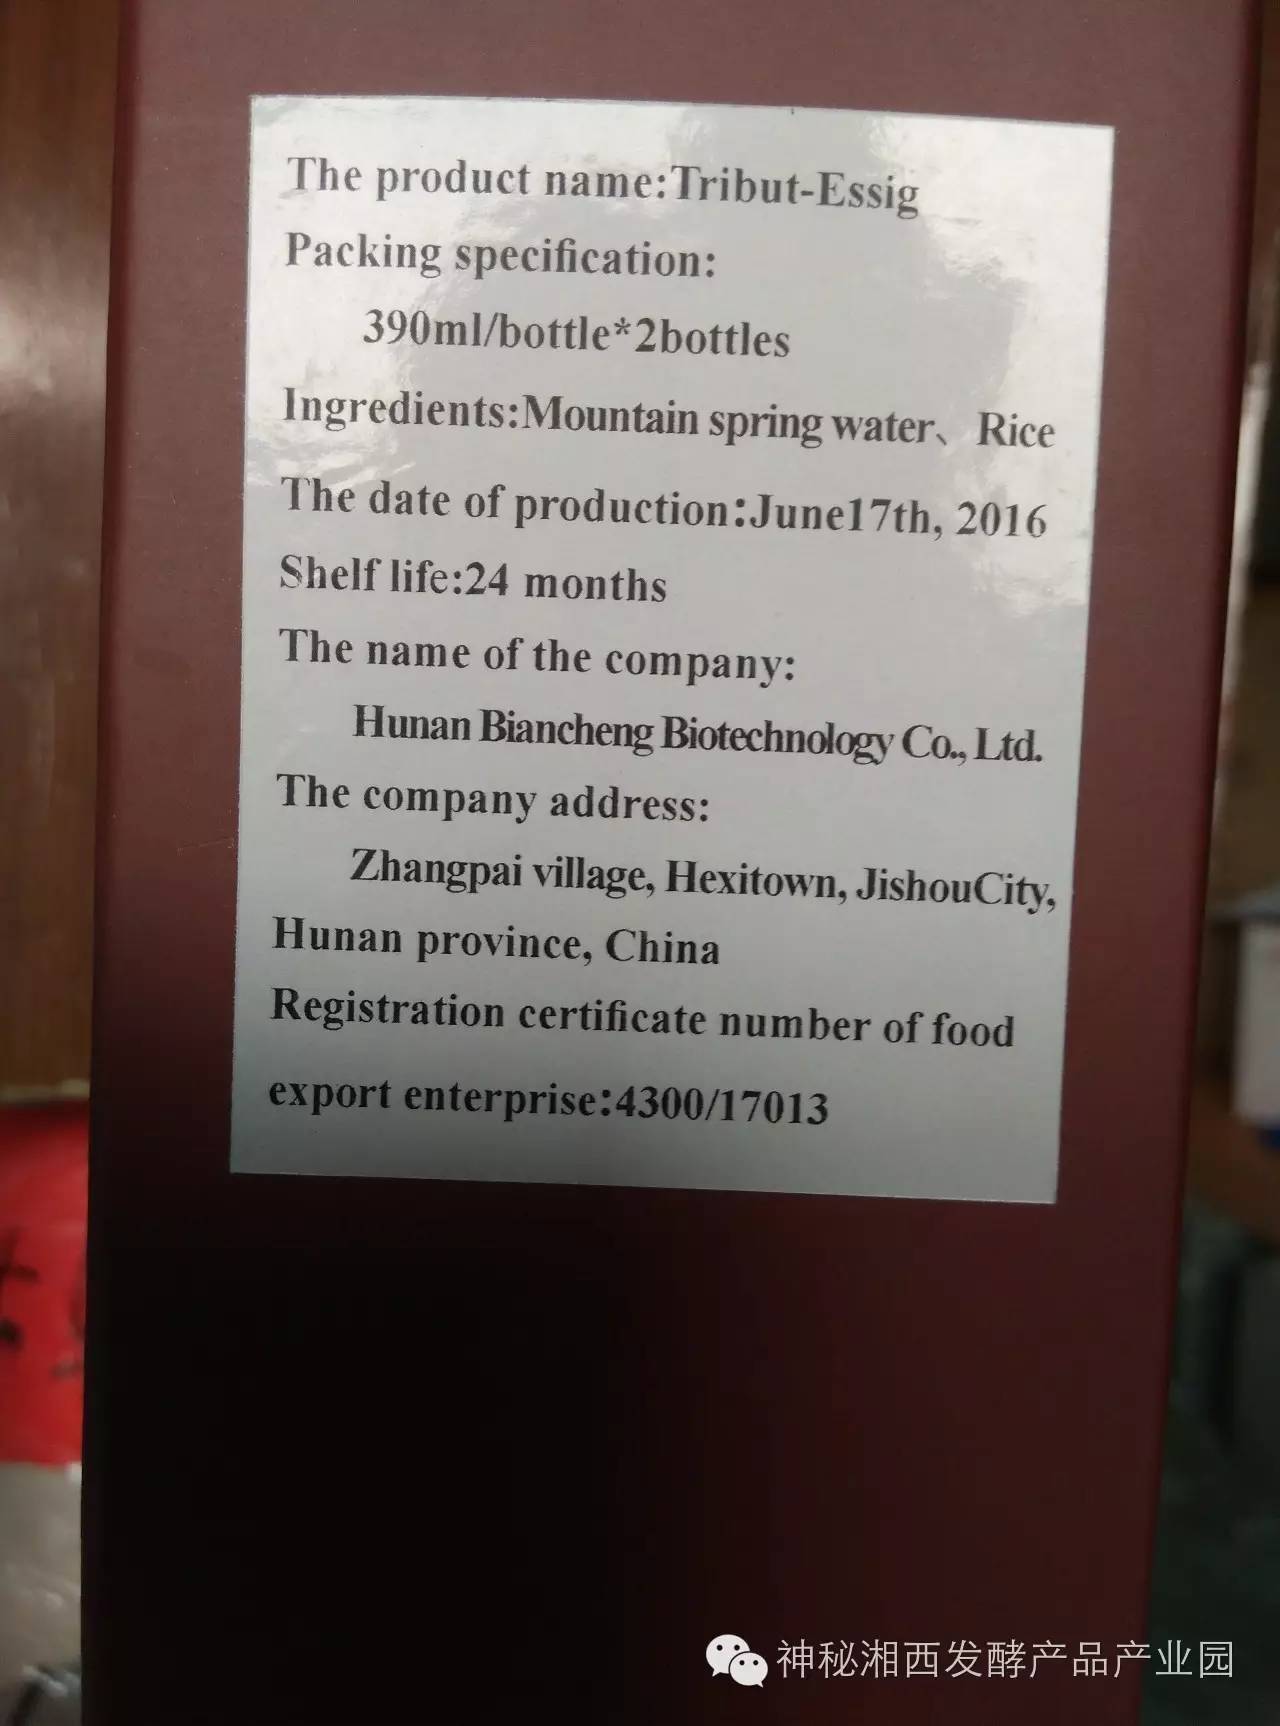 The product name:Tribut-Essig
Packing specification:
390ml/bottle*2bottles
Ingredients:Mountain spring water、Rice
The date of production:June17th, 2016
Shelf life:24 months
The name of the company:
Hunan Biancheng Biotechnology Co., Ltd.
The company address:
Zhangpai village, Hexitown, JishouCity,
Hunan province, China
Registration certificate number of food
export enterprise:4300/17013
神秘湘西发酵产品产业园